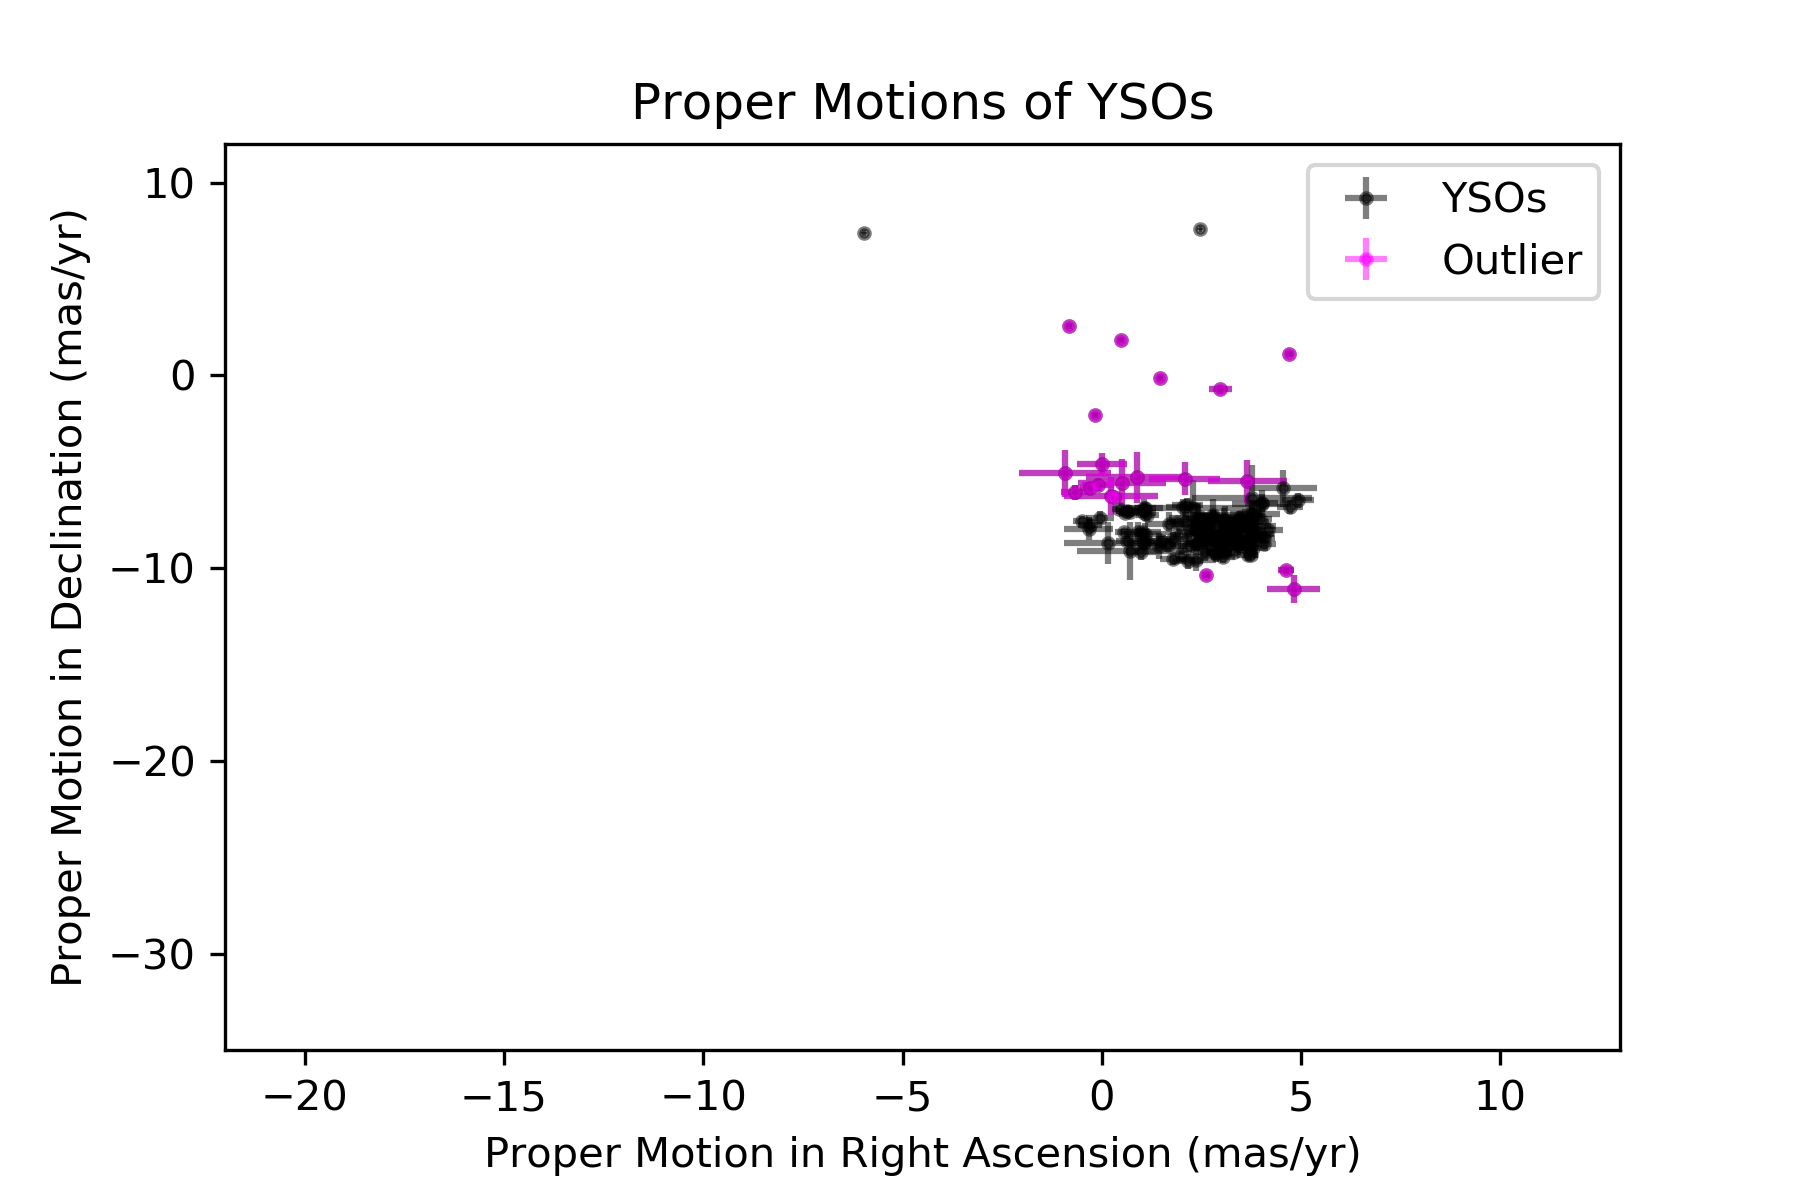 Proper Motions of YSOs
YSOs
Outlier
Proper Motion in Declination (mas/yr)
10
0
−10
−20
−30
−20
−15
−10
−5
0
5
10
Proper Motion in Right Ascension (mas/yr)